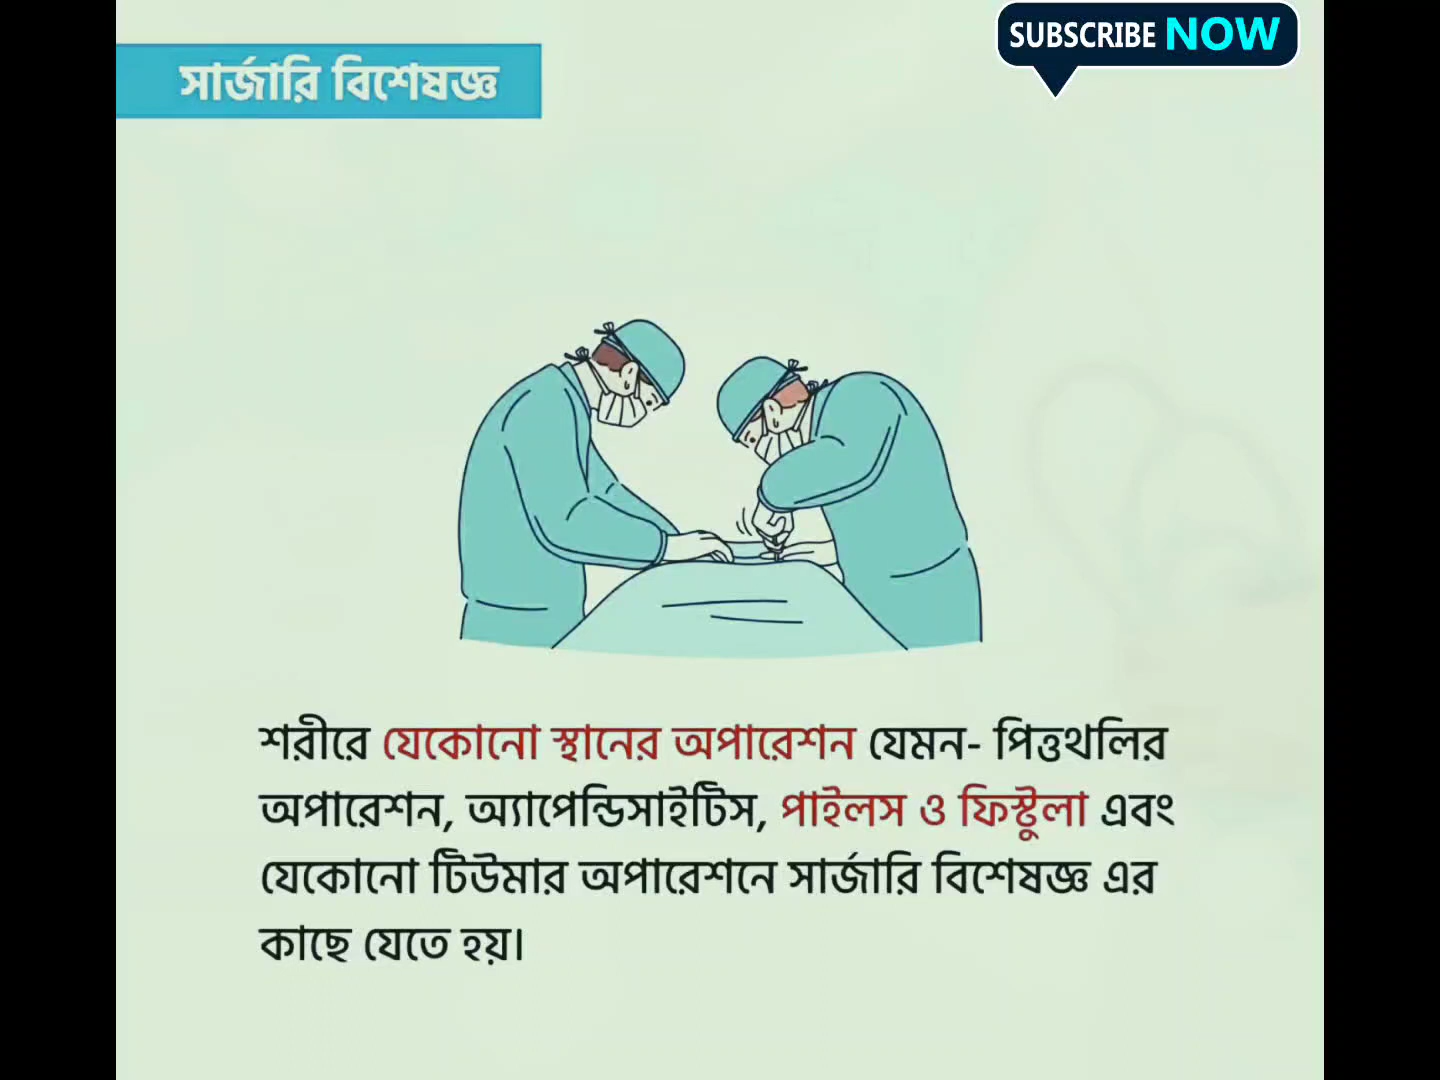 সার্জারি বিশেষজ্ঞ
SUBSCRIBE NOW
শরীরে যেকোনো স্থানের অপারেশন যেমন- পিত্তথলির
অপারেশন, অ্যাপেন্ডিসাইটিস, পাইলস ও ফিস্টুলা এবং
যেকোনো টিউমার অপারেশনে সার্জারি বিশেষজ্ঞ এর
কাছে যেতে হয়।